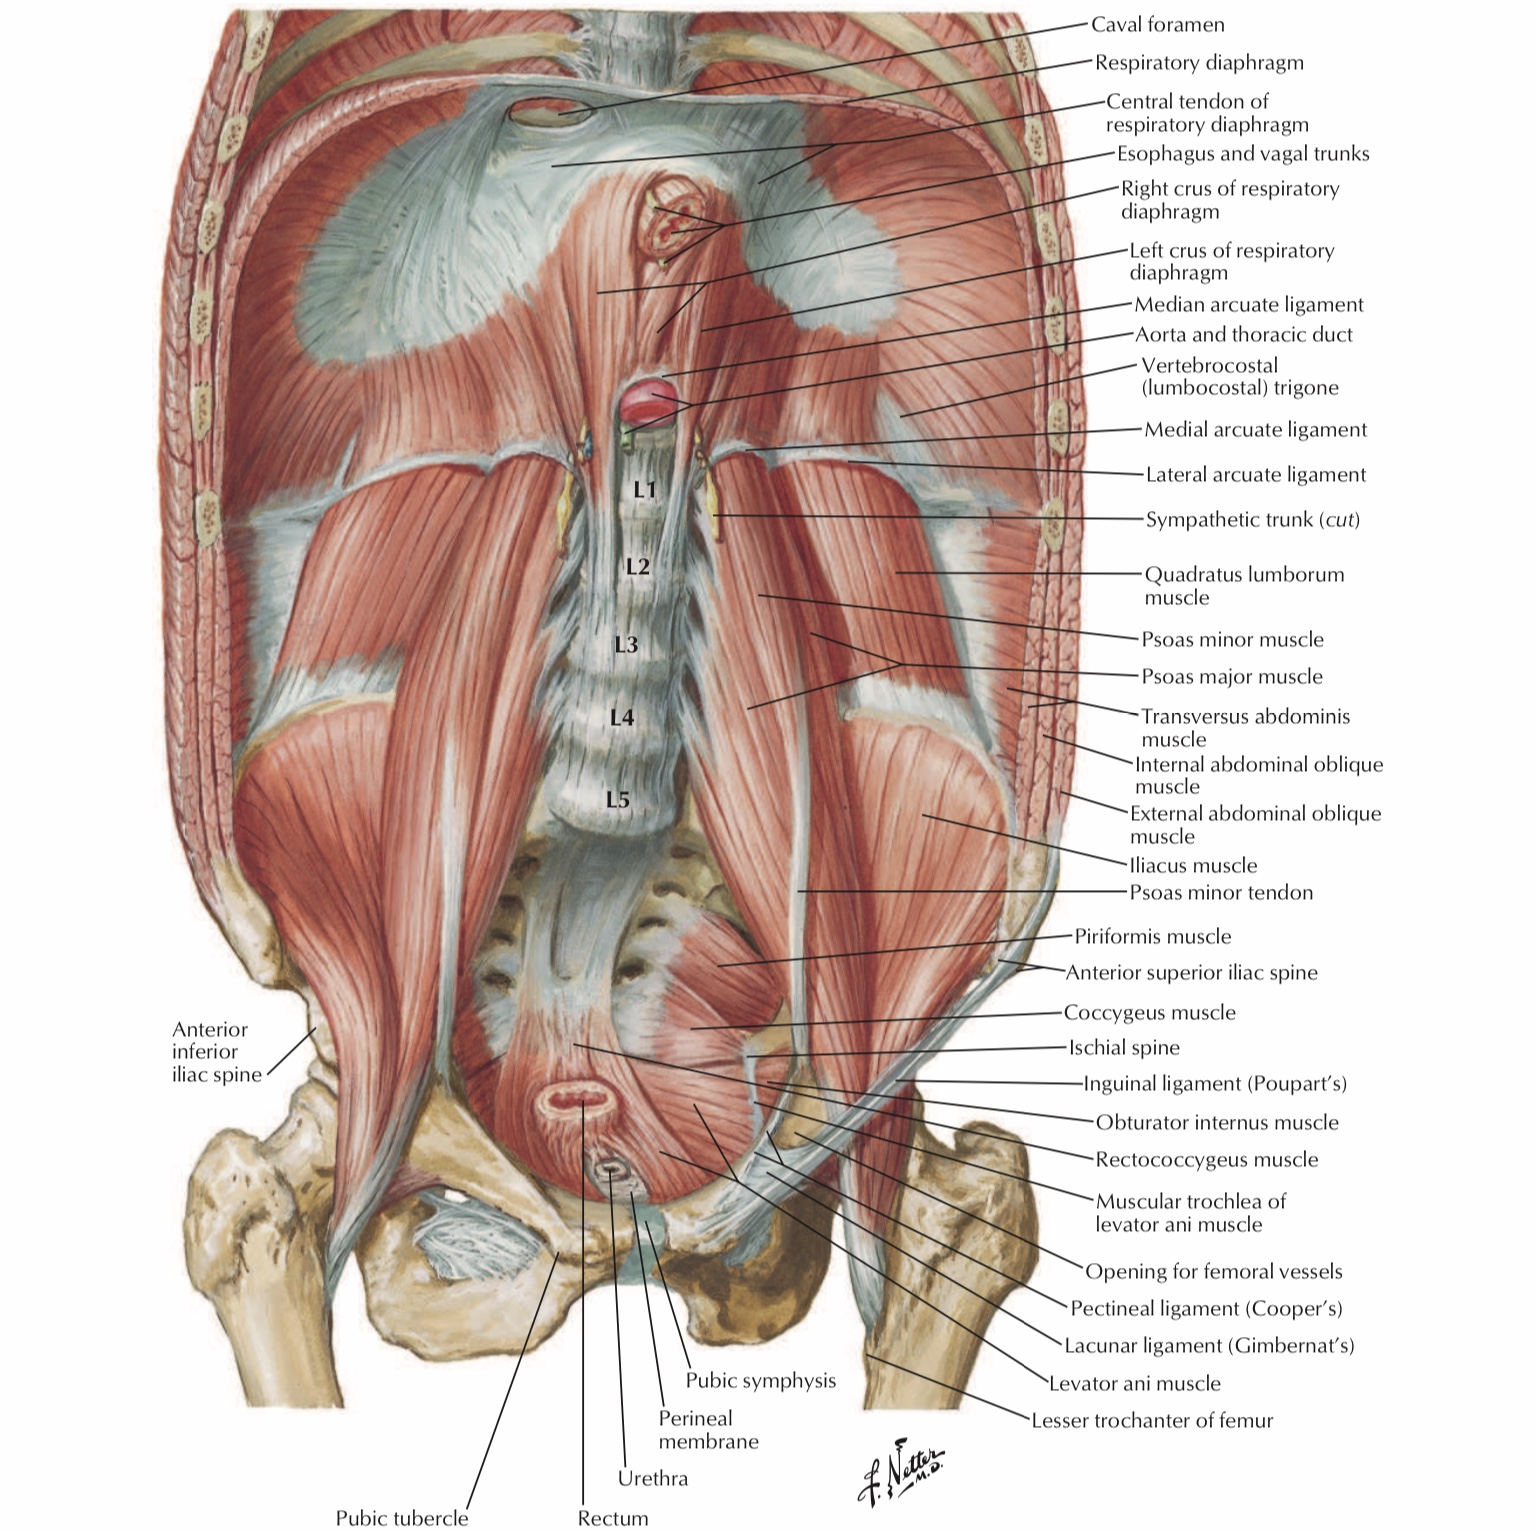 Caval foramen
Respiratory diaphragm
Central tendon of
respiratory diaphragm
Esophagus and vagal trunks
Right crus of respiratory
diaphragm
Left crus of respiratory
diaphragm
Median arcuate ligament
Aorta and thoracic duct
Vertebrocostal
(lumbocostal) trigone
Medial arcuate ligament
Lateral arcuate ligament
Sympathetic trunk (cut)
Quadratus lumborum
muscle
Psoas minor muscle
Psoas major muscle
Transversus abdominis
muscle
Internal abdominal oblique
muscle
External abdominal oblique
muscle
Iliacus muscle
Psoas minor tendon
Piriformis muscle
Anterior superior iliac spine
Coccygeus muscle
Ischial spine
Inguinal ligament (Poupart's)
Obturator internus muscle
Rectococcygeus muscle
Muscular trochlea of
levator ani muscle
Opening for femoral vessels
Pectineal ligament (Cooper's)
Lacunar ligament (Gimbernat's)
Levator ani muscle
Lesser trochanter of femur
L1
L2
L3
L4
L5
Anterior
inferior
iliac spine
Pubic symphysis
Perineal
membrane
Urethra
Rectum
Pubic tubercle
F. Netter
M.D.